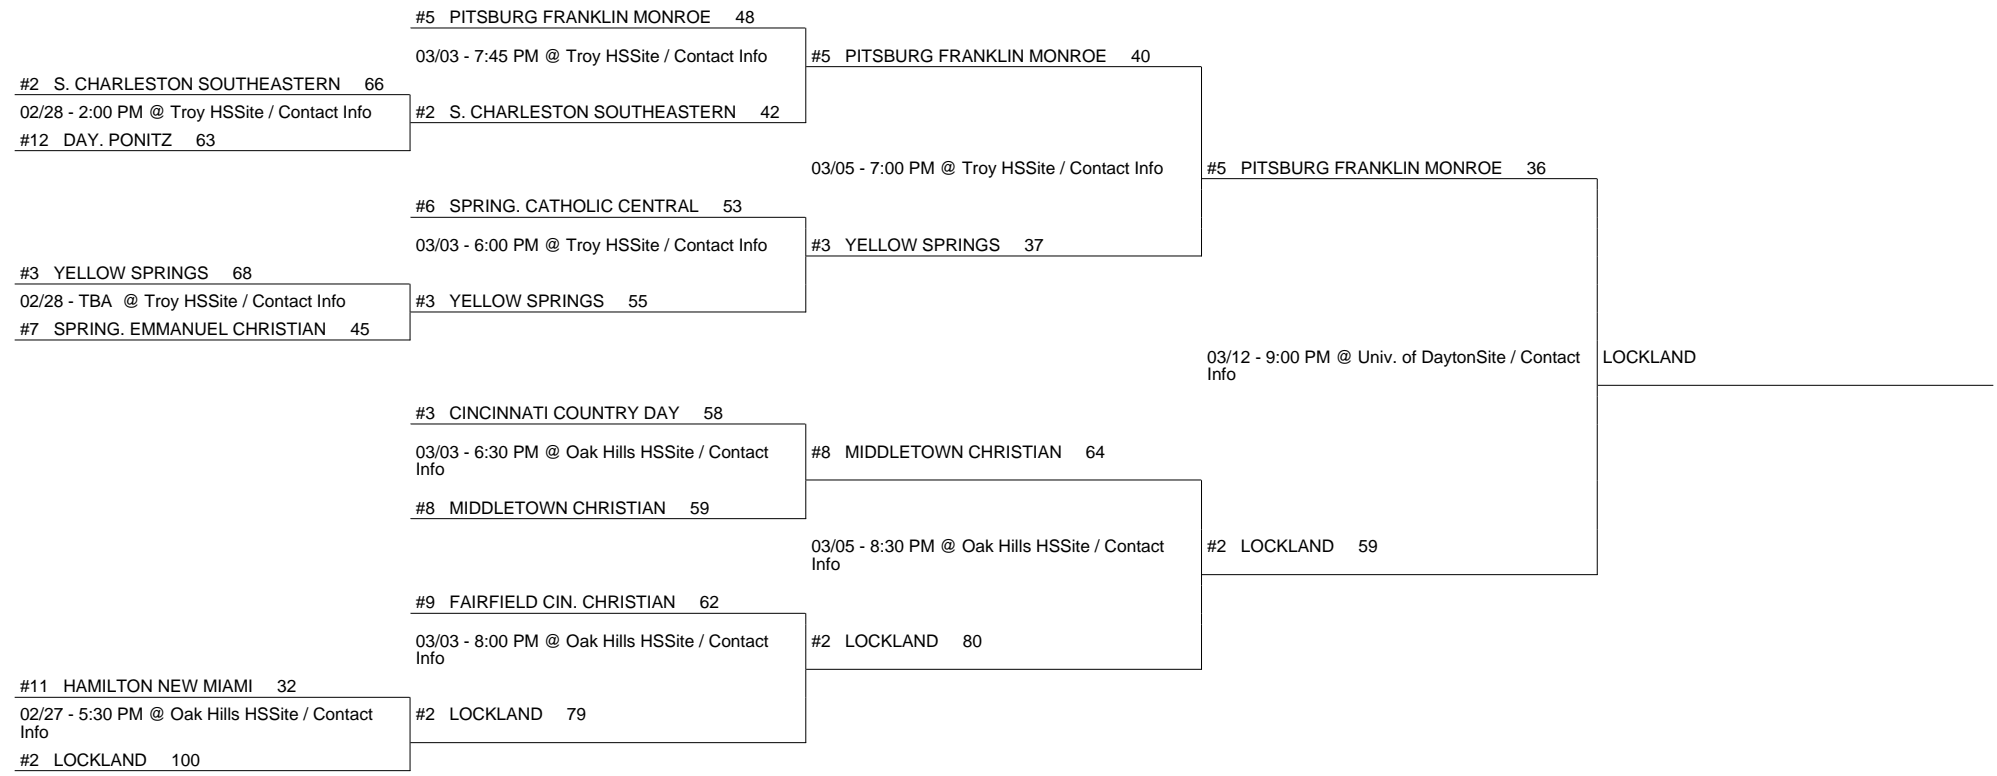 #5 PITSBURG FRANKLIN MONROE 48
03/03 - 7:45 PM @ Troy HSSite / Contact Info
#5 PITSBURG FRANKLIN MONROE 40
#2 S. CHARLESTON SOUTHEASTERN 66
02/28 - 2:00 PM @ Troy HSSite / Contact Info
#2 S. CHARLESTON SOUTHEASTERN 42
#12 DAY. PONITZ 63
03/05 - 7:00 PM @ Troy HSSite / Contact Info
#5 PITSBURG FRANKLIN MONROE 36
#6 SPRING. CATHOLIC CENTRAL 53
03/03 - 6:00 PM @ Troy HSSite / Contact Info
#3 YELLOW SPRINGS 37
#3 YELLOW SPRINGS 68
02/28 - TBA @ Troy HSSite / Contact Info
#3 YELLOW SPRINGS 55
#7 SPRING. EMMANUEL CHRISTIAN 45
03/12 - 9:00 PM @ Univ. of DaytonSite / Contact
Info
LOCKLAND
#3 CINCINNATI COUNTRY DAY 58
03/03 - 6:30 PM @ Oak Hills HSSite / Contact
Info
#8 MIDDLETOWN CHRISTIAN 64
#8 MIDDLETOWN CHRISTIAN 59
03/05 - 8:30 PM @ Oak Hills HSSite / Contact
Info
#2 LOCKLAND 59
#9 FAIRFIELD CIN. CHRISTIAN 62
03/03 - 8:00 PM @ Oak Hills HSSite / Contact
Info
#2 LOCKLAND 80
#11 HAMILTON NEW MIAMI 32
02/27 - 5:30 PM @ Oak Hills HSSite / Contact
Info
#2 LOCKLAND 79
#2 LOCKLAND 100